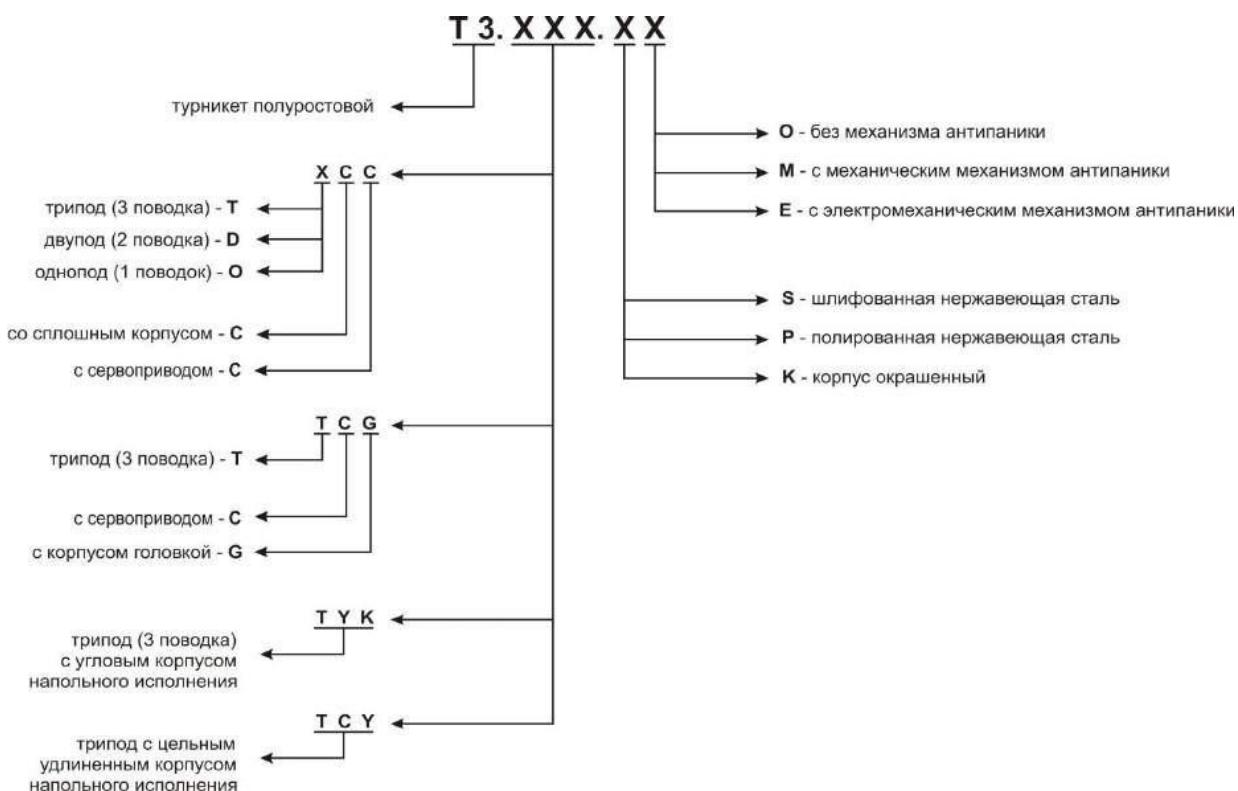 T 3. X X X. X X
турникет полуростовой
X C C
трипод (3 поводка) - T
двупод (2 поводка) - D
однопод (1 поводок) - O
со сплошным корпусом - C
с сервоприводом - C
T C G
трипод (3 поводка) - T
с сервоприводом - C
с корпусом головкой - G
T Y K
трипод (3 поводка)
с угловым корпусом
напольного исполнения
T C Y
трипод с цельным
удлиненным корпусом
напольного исполнения
O - без механизма антипаники
M - с механическим механизмом антипаники
E - с электромеханическим механизмом антипаники
S - шлифованная нержавеющая сталь
P - полированная нержавеющая сталь
K - корпус окрашенный